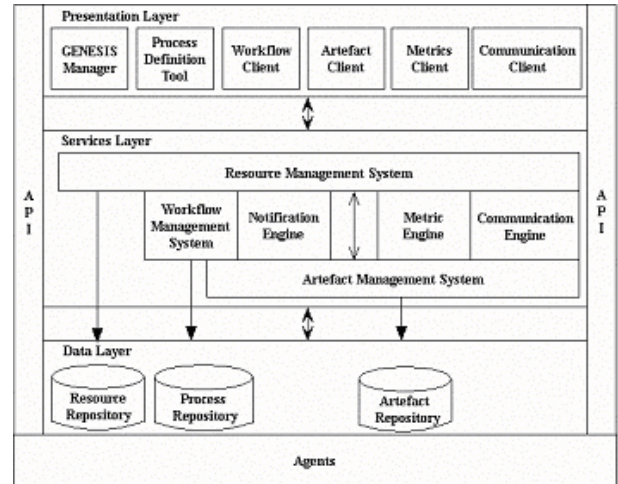 Presentation Layer
GENESIS
Manager
Process
Definition
Tool
Workflow
Client
Artefact
Client
Metrics
Client
Communication
Client
Services Layer
Resource Management System
Workflow
Management
System
Notification
Engine
Metric
Engine
Communication
Engine
Artefact Management System
Data Layer
Resource
Repository
Process
Repository
Artefact
Repository
A
P
I
A
P
I
Agents